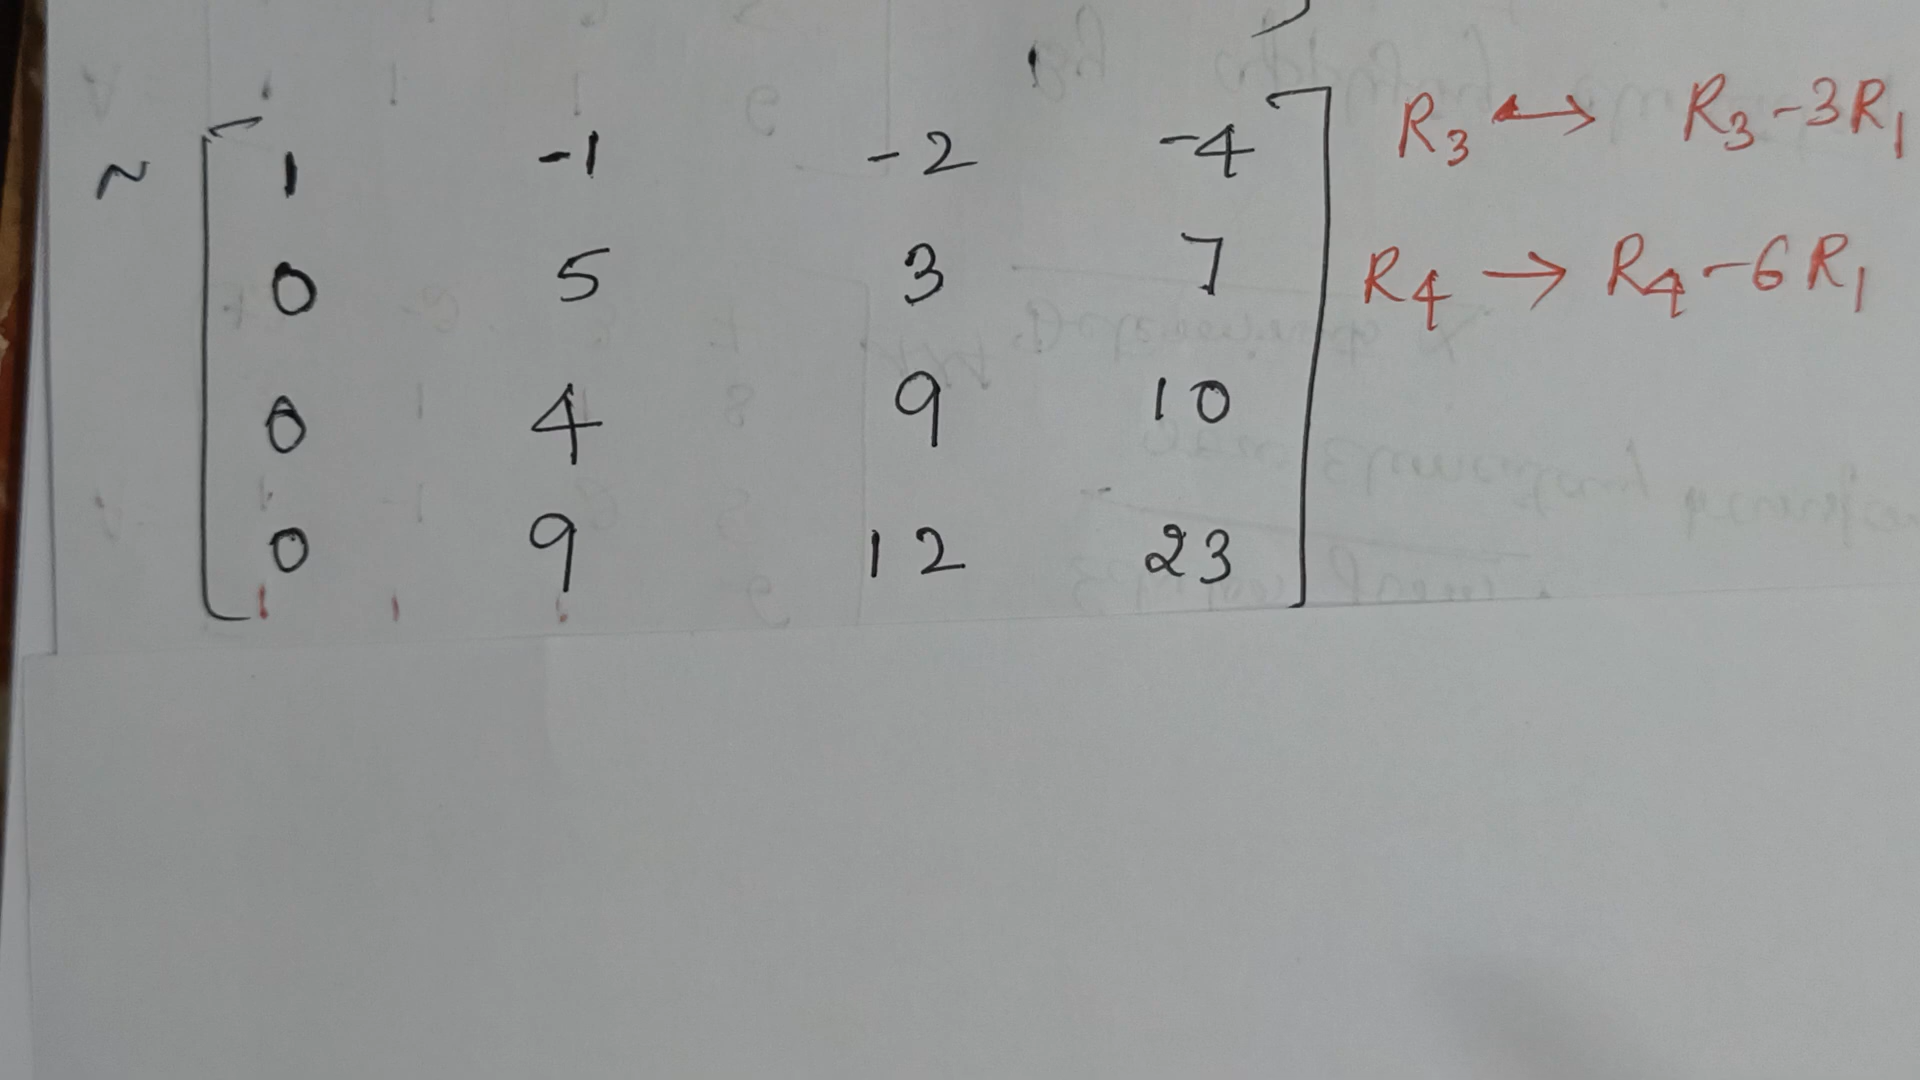 ~ [ 1 -1 -2 -4 ] R₃ ↔ R₃-3R₁
0 5 3 7 R₄ → R₄-6R₁
0 4 9 10
0 9 12 23